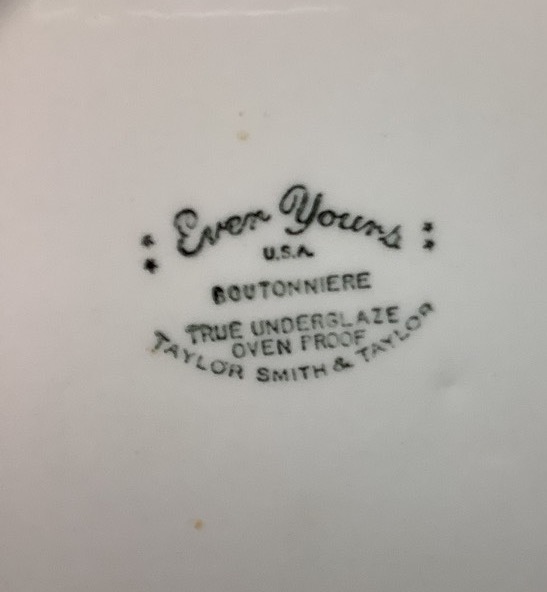 Ever Yours
U.S.A
BOUTONNIERE
TRUE UNDERGLAZE
OVEN PROOF
TAYLOR SMITH & TAYLOR